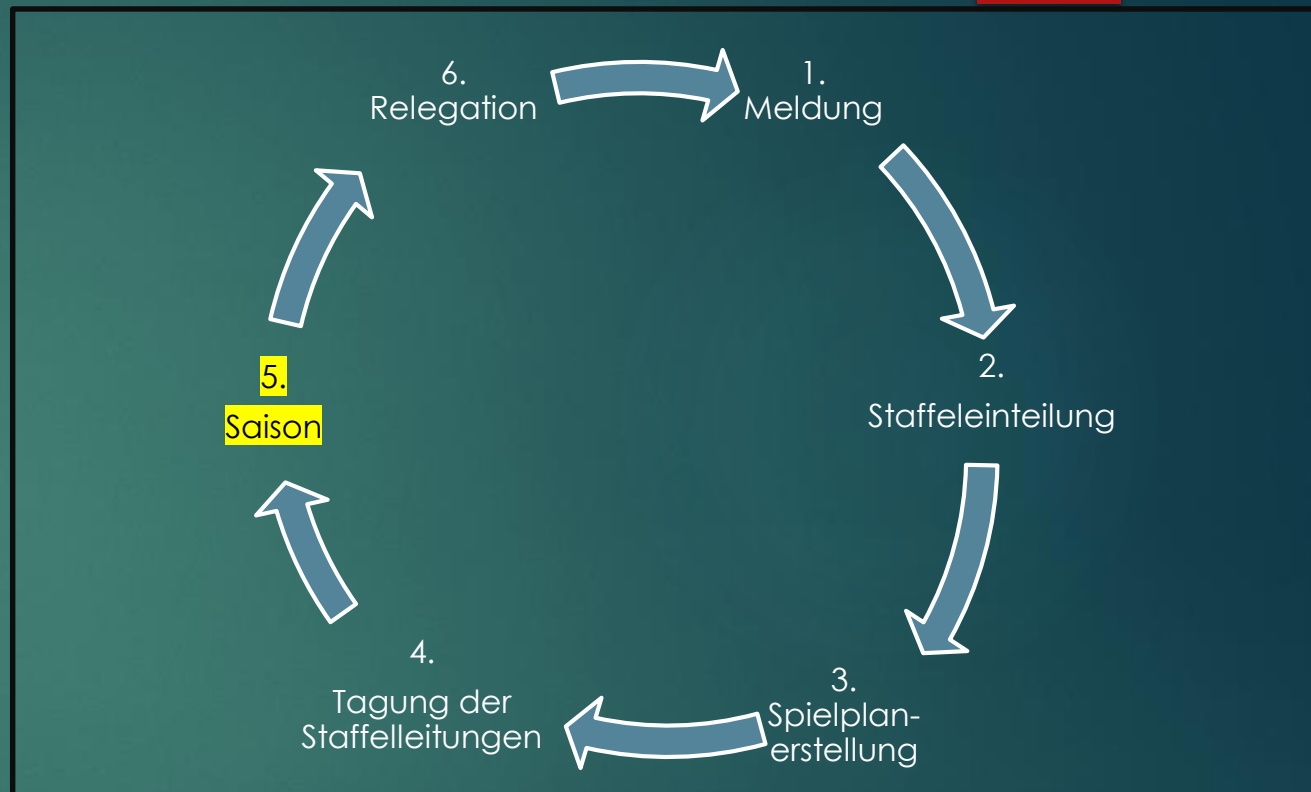 1.
Meldung
2.
Staffeleinteilung
3.
Spielplan-
erstellung
4.
Tagung der
Staffelleitungen
5.
Saison
6.
Relegation